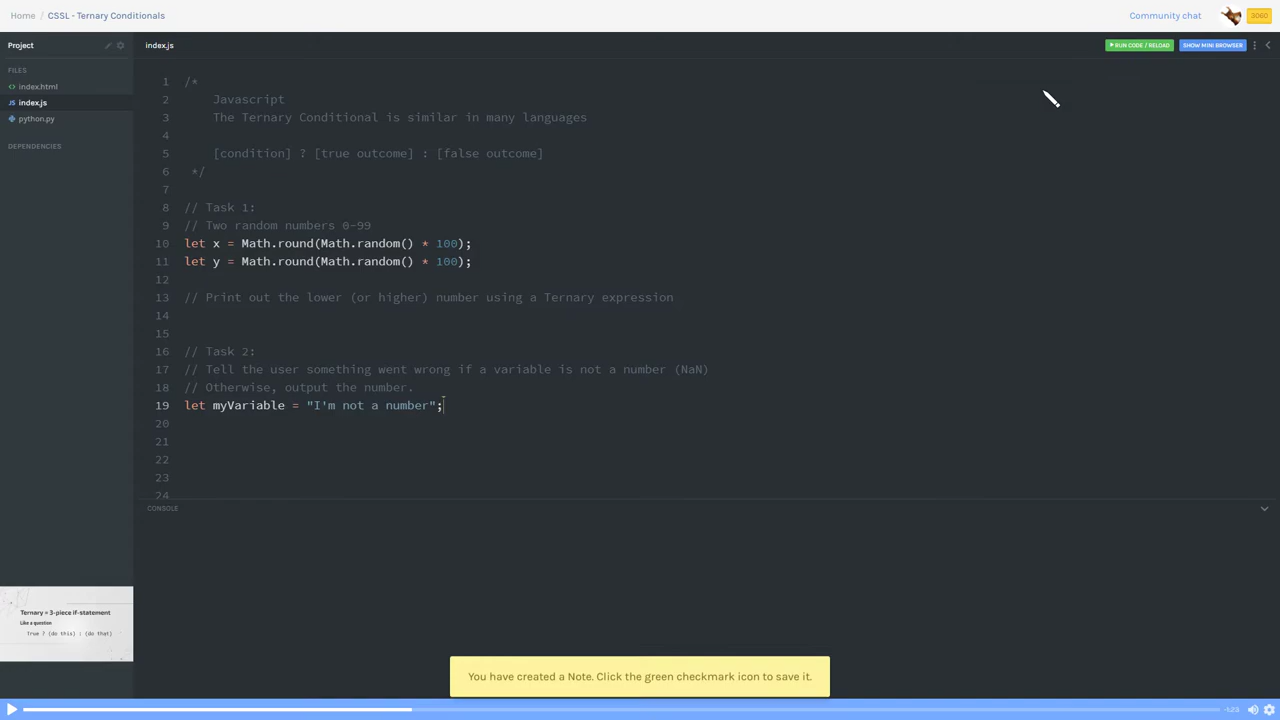 Home / CSSL - Ternary Conditionals
Community chat
3060
Project
index.js
RUN CODE / RELOAD
SHOW MINI BROWSER
FILES
index.html
index.js
python.py
DEPENDENCIES
1 /*
2 Javascript
3 The Ternary Conditional is similar in many languages
4
5 [condition] ? [true outcome] : [false outcome]
6 */
7
8 // Task 1:
9 // Two random numbers 0-99
10 let x = Math.round(Math.random() * 100);
11 let y = Math.round(Math.random() * 100);
12
13 // Print out the lower (or higher) number using a Ternary expression
14
15
16 // Task 2:
17 // Tell the user something went wrong if a variable is not a number (NaN)
18 // Otherwise, output the number.
19 let myVariable = "I'm not a number";
20
21
22
23
24
CONSOLE
Ternary = 3-piece if-statement
Like a question
True ? (do this) : (do that)
You have created a Note. Click the green checkmark icon to save it.
-1:23